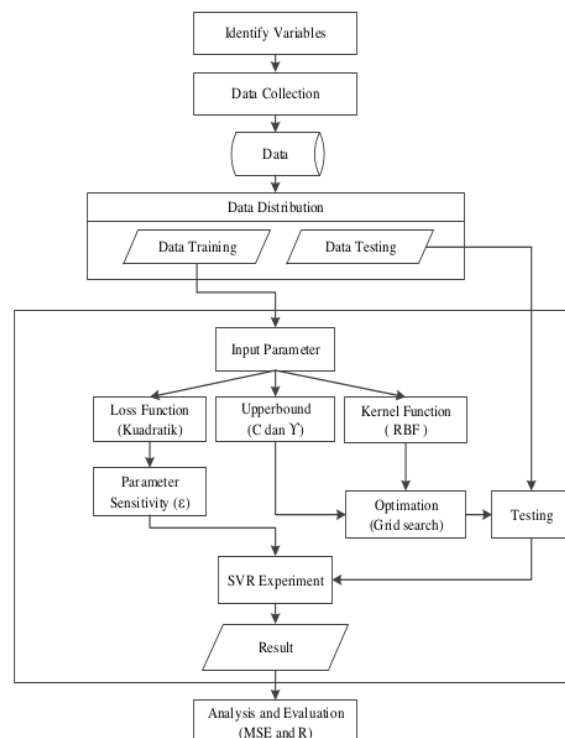 Identify Variables
Data Collection
Data
Data Distribution
Data Training
Data Testing
Input Parameter
Loss Function
(Kuadratik)
Upperbound
(C dan ϒ)
Kernel Function
( RBF )
Parameter
Sensitivity (ε)
Optimation
(Grid search)
Testing
SVR Experiment
Result
Analysis and Evaluation
(MSE and R)